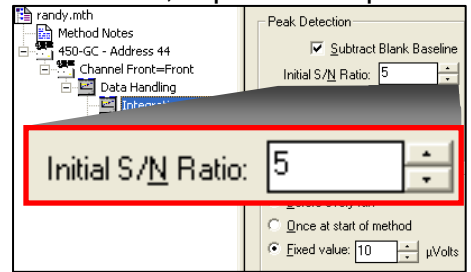 randy.mth
Method Notes
450-GC - Address 44
Channel Front=Front
Data Handling
Peak Detection
Subtract Blank Baseline
Initial S/N Ratio: 5
Initial S/N Ratio: 5
Once at start of method
Fixed value: 10 µVolts